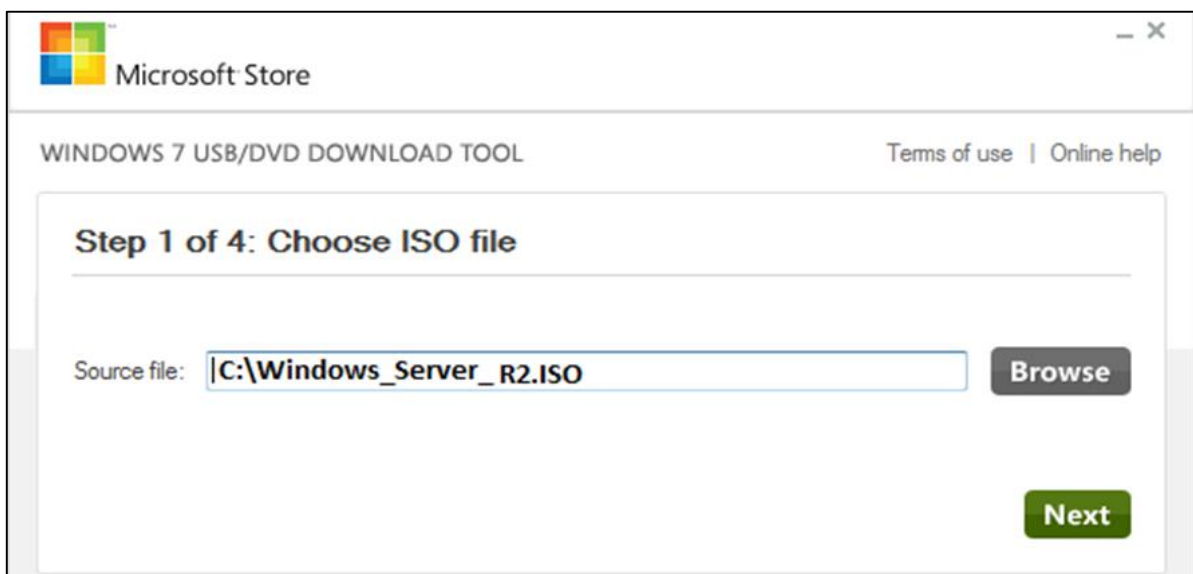 Microsoft Store
WINDOWS 7 USB/DVD DOWNLOAD TOOL
Terms of use | Online help
Step 1 of 4: Choose ISO file
Source file: C:\Windows_Server_ R2.ISO Browse
Next